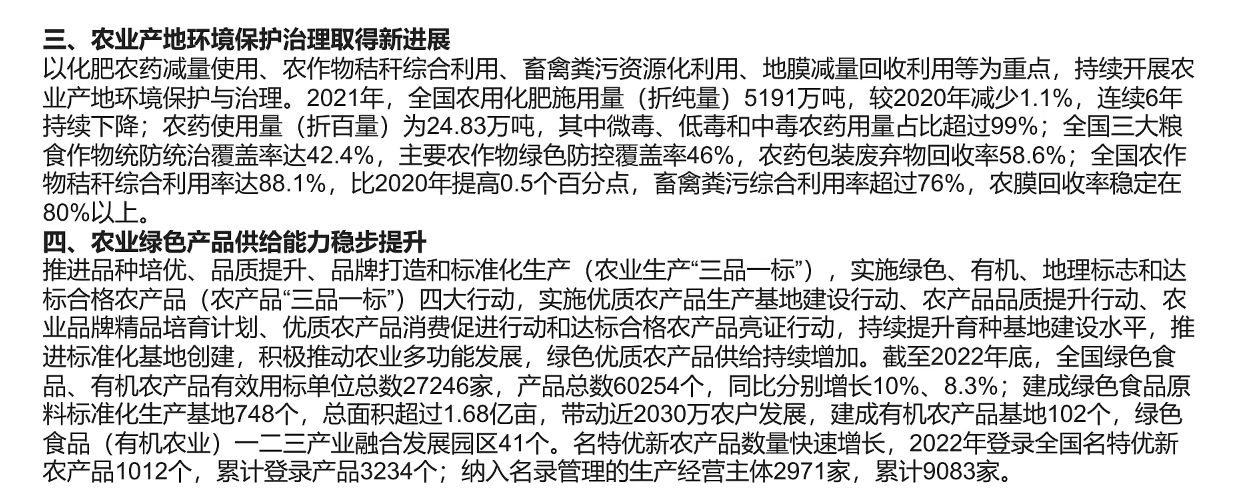 三、农业产地环境保护治理取得新进展
以化肥农药减量使用、农作物秸秆综合利用、畜禽粪污资源化利用、地膜减量回收利用等为重点，持续开展农
业产地环境保护与治理。2021年，全国农用化肥施用量（折纯量）5191万吨，较2020年减少1.1%，连续6年
持续下降；农药使用量（折百量）为24.83万吨，其中微毒、低毒和中毒农药用量占比超过99%；全国三大粮
食作物统防统治覆盖率达42.4%，主要农作物绿色防控覆盖率46%，农药包装废弃物回收率58.6%；全国农作
物秸秆综合利用率达88.1%，比2020年提高0.5个百分点，畜禽粪污综合利用率超过76%，农膜回收率稳定在
80%以上。
四、农业绿色产品供给能力稳步提升
推进品种培优、品质提升、品牌打造和标准化生产（农业生产“三品一标”），实施绿色、有机、地理标志和达
标合格农产品（农产品“三品一标”）四大行动，实施优质农产品生产基地建设行动、农产品品质提升行动、农
业品牌精品培育计划、优质农产品消费促进行动和达标合格农产品亮证行动，持续提升育种基地建设水平，推
进标准化基地创建，积极推动农业多功能发展，绿色优质农产品供给持续增加。截至2022年底，全国绿色食
品、有机农产品有效用标单位总数27246家，产品总数60254个，同比分别增长10%、8.3%；建成绿色食品原
料标准化生产基地748个，总面积超过1.68亿亩，带动近2030万农户发展，建成有机农产品基地102个，绿色
食品（有机农业）一二三产业融合发展园区41个。名特优新农产品数量快速增长，2022年登录全国名特优新
农产品1012个，累计登录产品3234个；纳入名录管理的生产经营主体2971家，累计9083家。